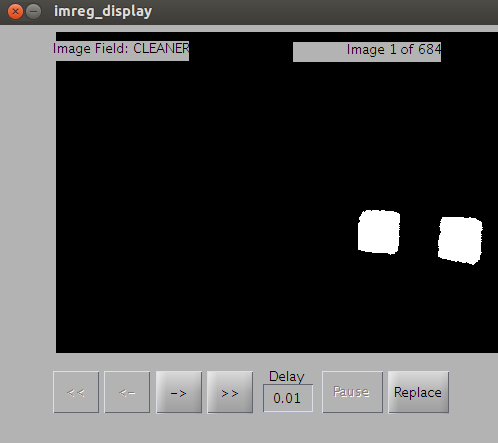 imreg_display
Image Field: CLEANER
Image 1 of 684
<< <- -> >> Delay 0.01 Pause Replace